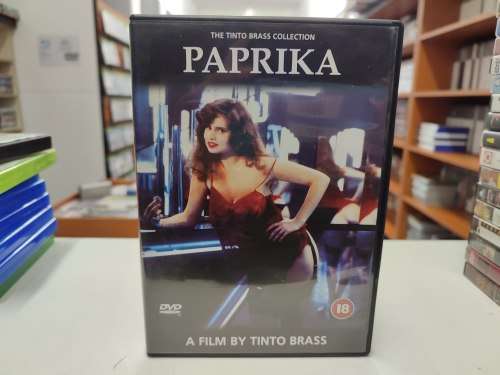 THE TINTO BRASS COLLECTION
PAPRIKA
DVD
18
A FILM BY TINTO BRASS